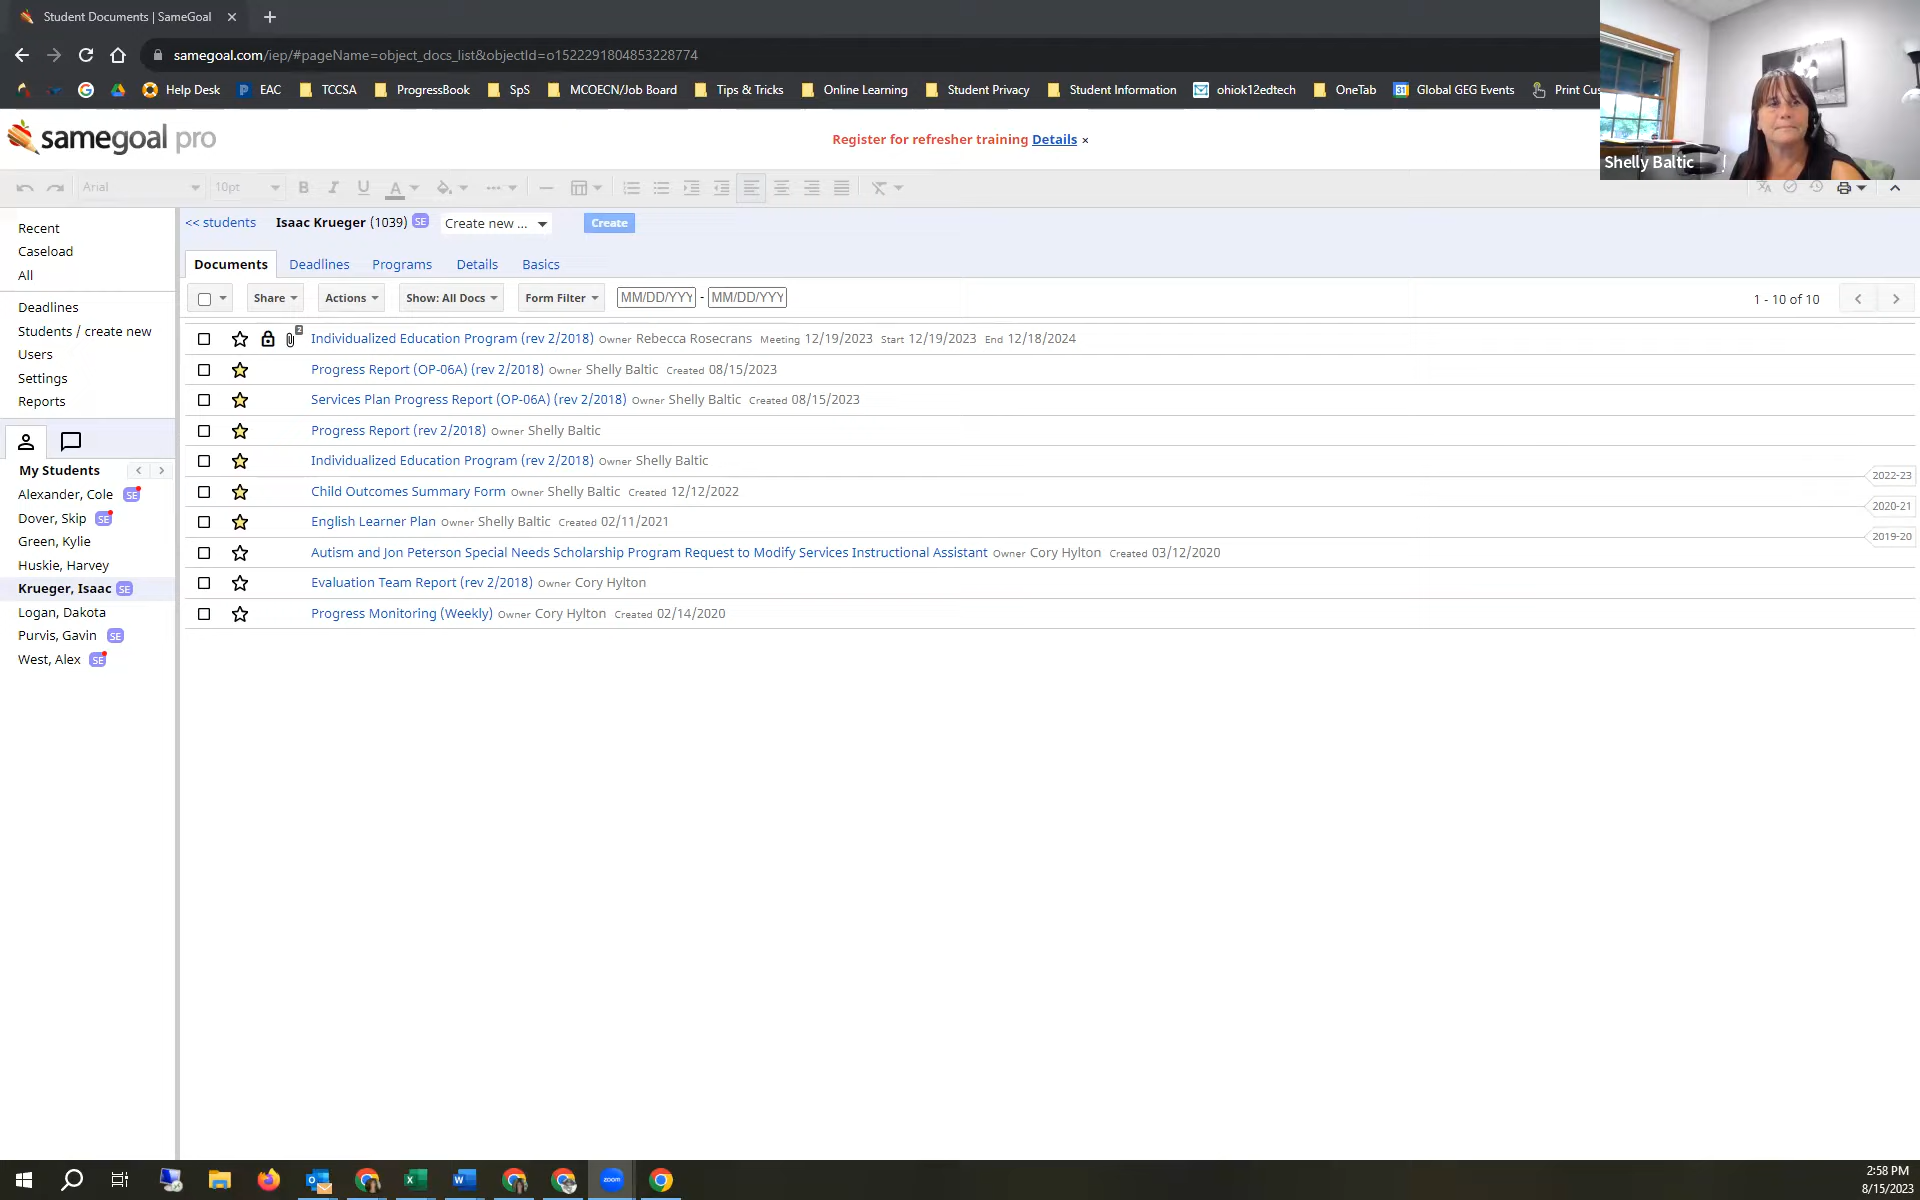 Student Documents | SameGoal
samegoal.com/iep/#pageName=object_docs_list&objectId=o1522291804853228774
Help Desk EAC TCCSA ProgressBook SpS MCOECN/Job Board Tips & Tricks Online Learning Student Privacy Student Information ohiok12edtech OneTab Global GEG Events Print Cus
samegoal pro
Register for refresher training Details ×
Shelly Baltic
Arial 10pt B I U A
Recent
Caseload
All
Deadlines
Students / create new
Users
Settings
Reports
My Students
Alexander, Cole SE
Dover, Skip SE
Green, Kylie
Huskie, Harvey
Krueger, Isaac SE
Logan, Dakota
Purvis, Gavin SE
West, Alex SE
<< students Isaac Krueger (1039) SE Create new ... Create
Documents Deadlines Programs Details Basics
Share Actions Show: All Docs Form Filter MM/DD/YYY - MM/DD/YYY 1 - 10 of 10
2 Individualized Education Program (rev 2/2018) Owner Rebecca Rosecrans Meeting 12/19/2023 Start 12/19/2023 End 12/18/2024
Progress Report (OP-06A) (rev 2/2018) Owner Shelly Baltic Created 08/15/2023
Services Plan Progress Report (OP-06A) (rev 2/2018) Owner Shelly Baltic Created 08/15/2023
Progress Report (rev 2/2018) Owner Shelly Baltic
Individualized Education Program (rev 2/2018) Owner Shelly Baltic
2022-23
Child Outcomes Summary Form Owner Shelly Baltic Created 12/12/2022
2020-21
English Learner Plan Owner Shelly Baltic Created 02/11/2021
2019-20
Autism and Jon Peterson Special Needs Scholarship Program Request to Modify Services Instructional Assistant Owner Cory Hylton Created 03/12/2020
Evaluation Team Report (rev 2/2018) Owner Cory Hylton
Progress Monitoring (Weekly) Owner Cory Hylton Created 02/14/2020
zoom
2:58 PM
8/15/2023